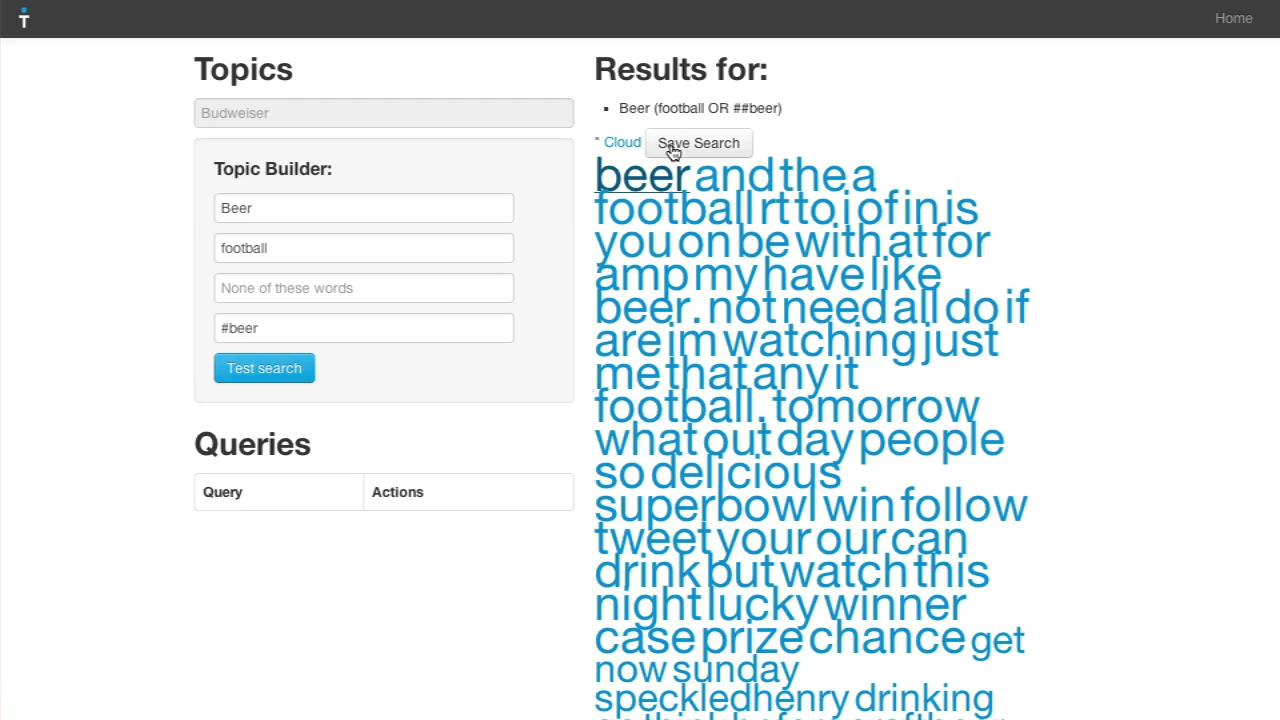 Home
Topics
Budweiser
Topic Builder:
Beer
football
None of these words
#beer
Test search
Queries
Query Actions
Results for:
Beer (football OR ##beer)
" Cloud Save Search
beer and the a
football rt to i of in is
you on be with at for
amp my have like
beer. not need all do if
are im watching just
me that any it
football. tomorrow
what out day people
so delicious
superbowl win follow
tweet your our can
drink but watch this
night lucky winner
case prize chance get
now sunday
speckledhenry drinking